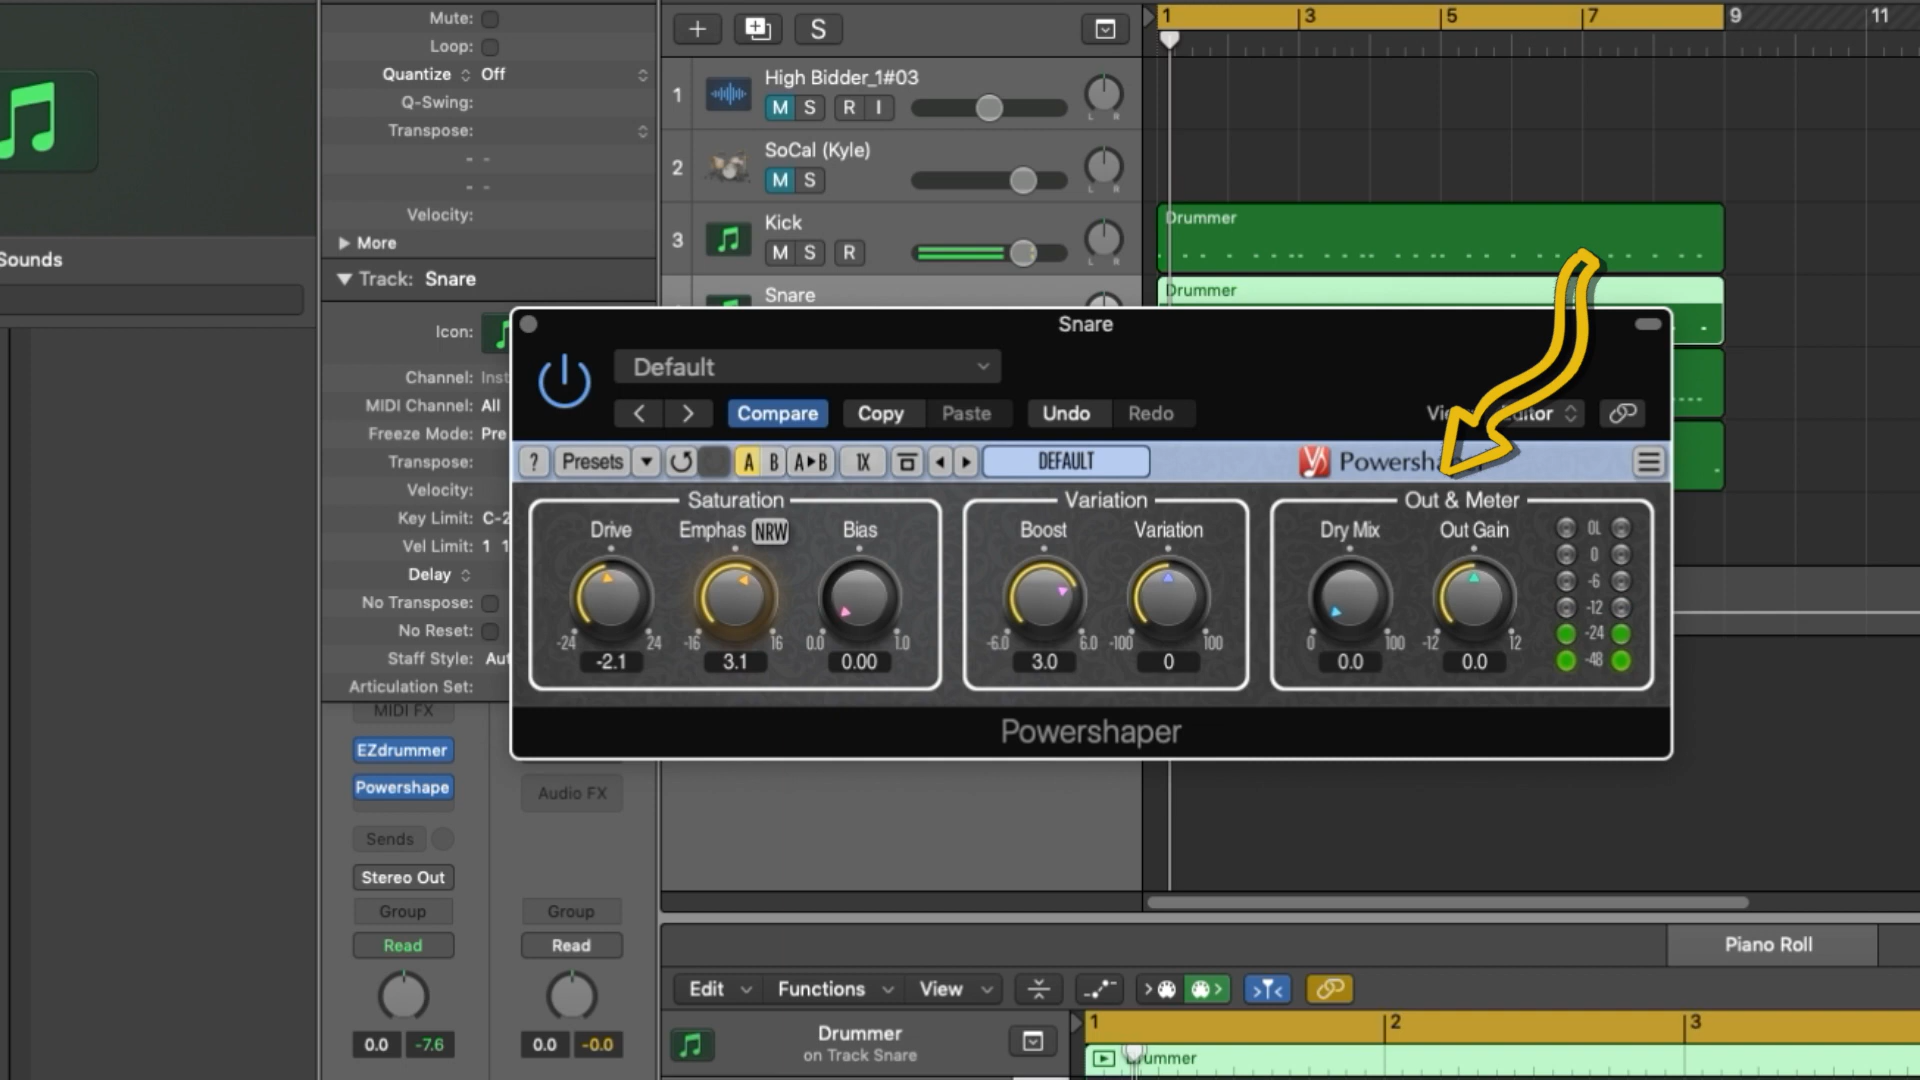 Mute:
Loop:
Quantize Off
Q-Swing:
Transpose:
- -
- -
Velocity:
More
Sounds
Track: Snare
Icon:
Channel: Inst
MIDI Channel: All
Freeze Mode: Pre
Transpose:
Velocity:
Key Limit: C-2
Vel Limit: 1 1
Delay
No Transpose:
No Reset:
Staff Style: Aut
Articulation Set:
MIDI FX
EZdrummer
Powershape
Audio FX
Sends
Stereo Out
Group
Group
Read
Read
0.0 -7.6
0.0 -0.0
S
1 3 5 7 9 11
1
High Bidder_1#03
M S R I
L R
2
SoCal (Kyle)
M S
L R
3
Kick
M S R
L R
Snare
Drummer
Drummer
Snare
Default
Compare Copy Paste Undo Redo
? Presets A B A▸B 1X DEFAULT
Saturation Variation Out & Meter
Drive Emphas NRW Bias
Boost Variation
Dry Mix Out Gain
-24 24 -16 16 0.0 1.0
-6.0 6.0 -100 100
0 100 -12 12
-2.1 3.1 0.00 3.0 0 0.0 0.0
OL
0
-6
-12
-24
-48
Powershaper
Piano Roll
Edit Functions View
Drummer
on Track Snare
1 2 3